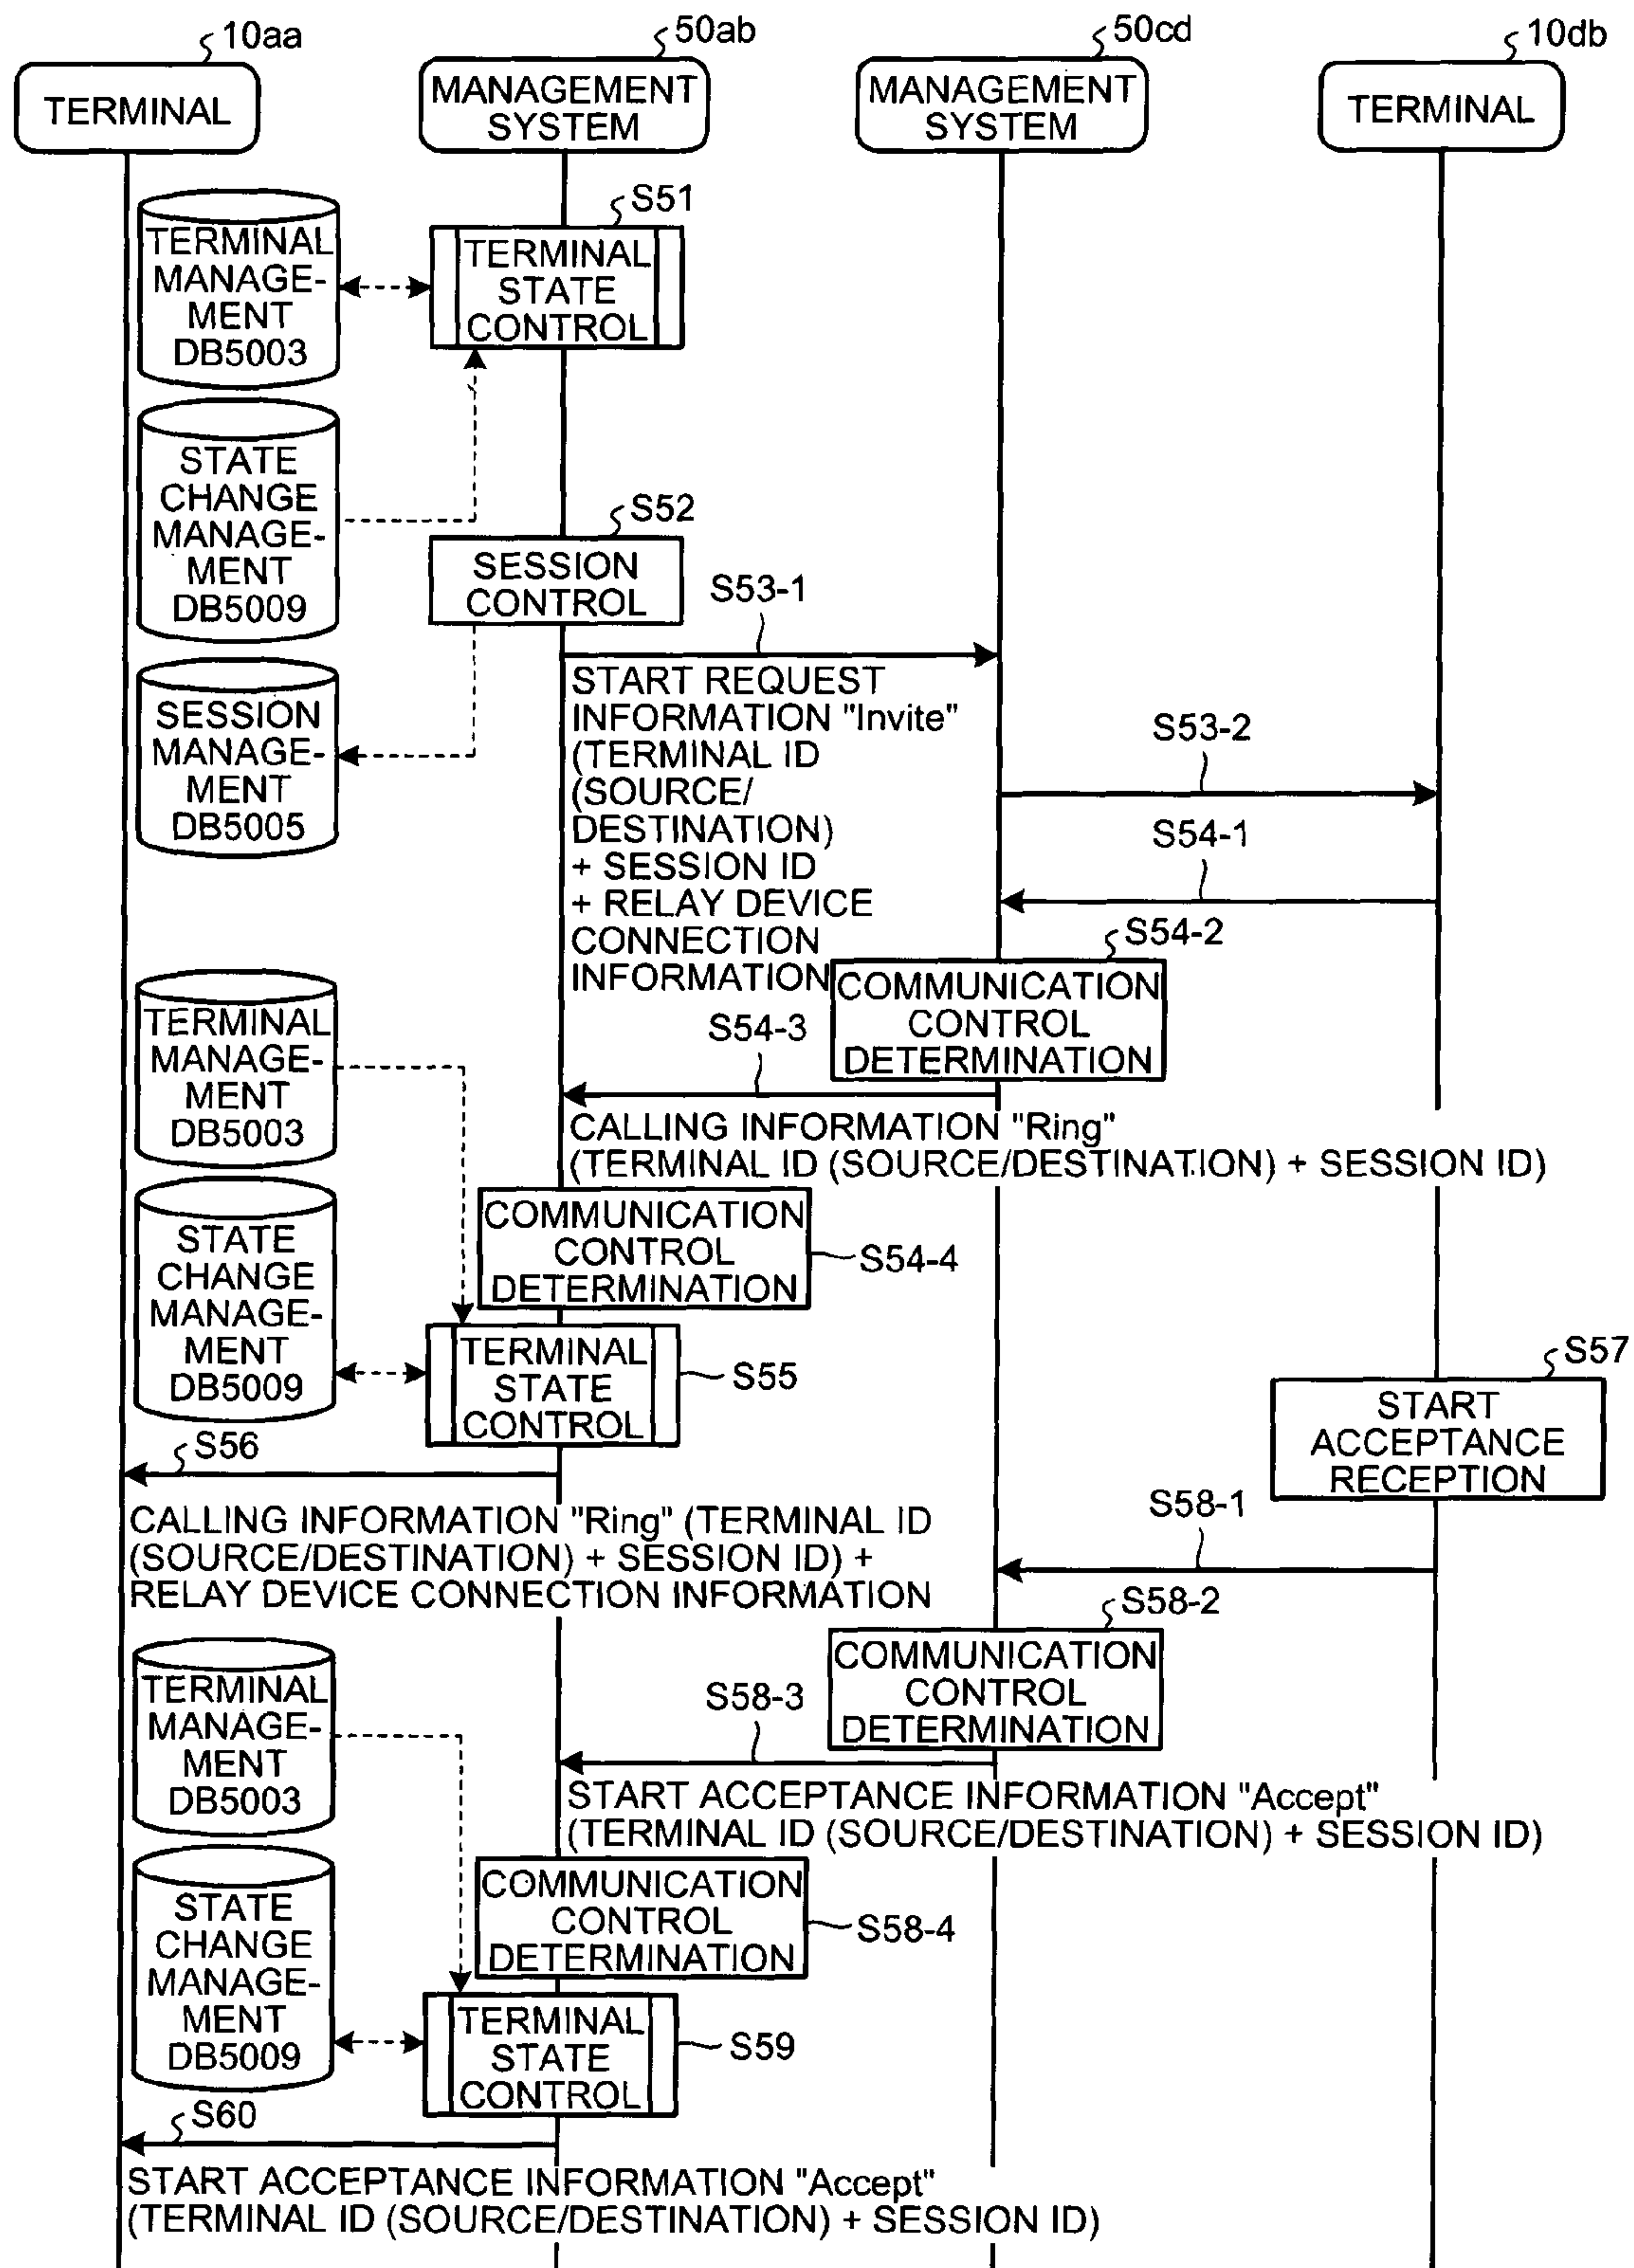 10aa
50ab
50cd
10db
TERMINAL
MANAGEMENT
SYSTEM
MANAGEMENT
SYSTEM
TERMINAL
S51
TERMINAL
MANAGE-
MENT
DB5003
TERMINAL
STATE
CONTROL
STATE
CHANGE
MANAGE-
MENT
DB5009
S52
SESSION
CONTROL
S53-1
START REQUEST
INFORMATION "Invite"
(TERMINAL ID
(SOURCE/
DESTINATION)
+ SESSION ID
+ RELAY DEVICE
CONNECTION
INFORMATION
SESSION
MANAGE-
MENT
DB5005
S53-2
S54-1
S54-2
COMMUNICATION
CONTROL
DETERMINATION
S54-3
CALLING INFORMATION "Ring"
(TERMINAL ID (SOURCE/DESTINATION) + SESSION ID)
TERMINAL
MANAGE-
MENT
DB5003
COMMUNICATION
CONTROL
DETERMINATION
S54-4
STATE
CHANGE
MANAGE-
MENT
DB5009
TERMINAL
STATE
CONTROL
S55
S57
START
ACCEPTANCE
RECEPTION
S56
CALLING INFORMATION "Ring" (TERMINAL ID
(SOURCE/DESTINATION) + SESSION ID) +
RELAY DEVICE CONNECTION INFORMATION
S58-1
S58-2
COMMUNICATION
CONTROL
DETERMINATION
S58-3
START ACCEPTANCE INFORMATION "Accept"
(TERMINAL ID (SOURCE/DESTINATION) + SESSION ID)
TERMINAL
MANAGE-
MENT
DB5003
COMMUNICATION
CONTROL
DETERMINATION
S58-4
STATE
CHANGE
MANAGE-
MENT
DB5009
TERMINAL
STATE
CONTROL
S59
S60
START ACCEPTANCE INFORMATION "Accept"
(TERMINAL ID (SOURCE/DESTINATION) + SESSION ID)